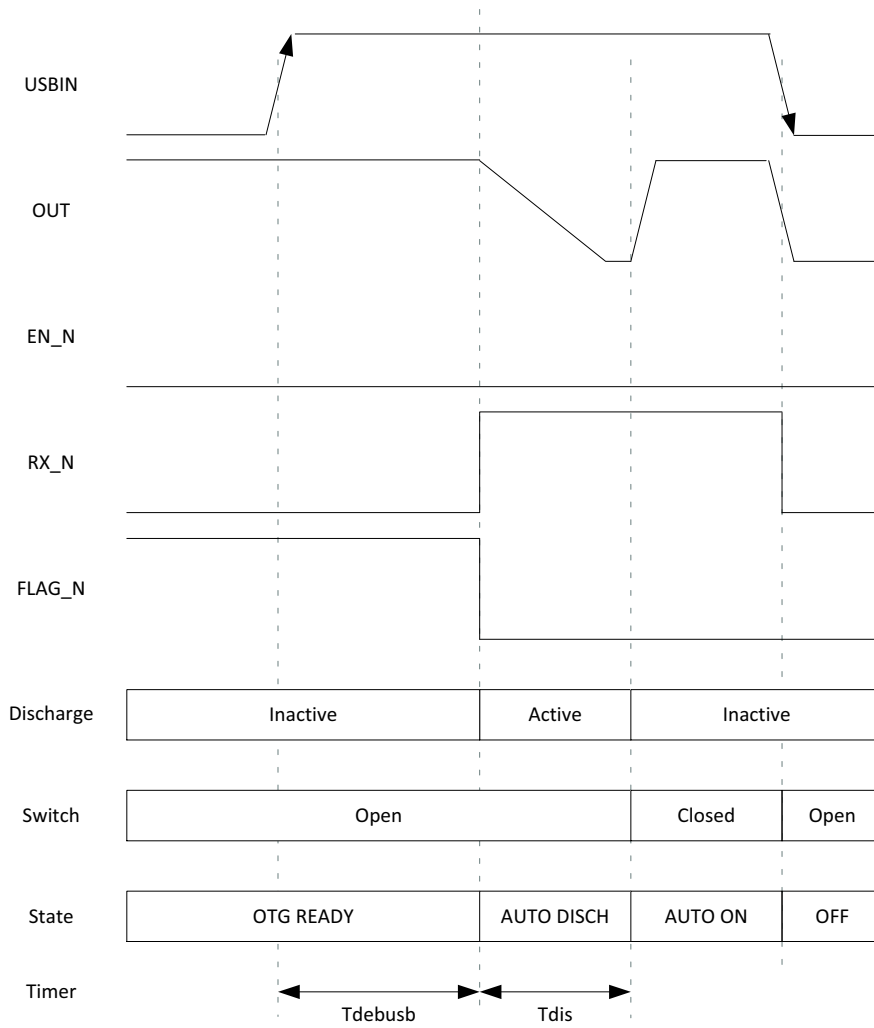 USBIN
OUT
EN_N
RX_N
FLAG_N
Discharge Inactive Active Inactive
Switch Open Closed Open
State OTG READY AUTO DISCH AUTO ON OFF
Timer
Tdebusb Tdis